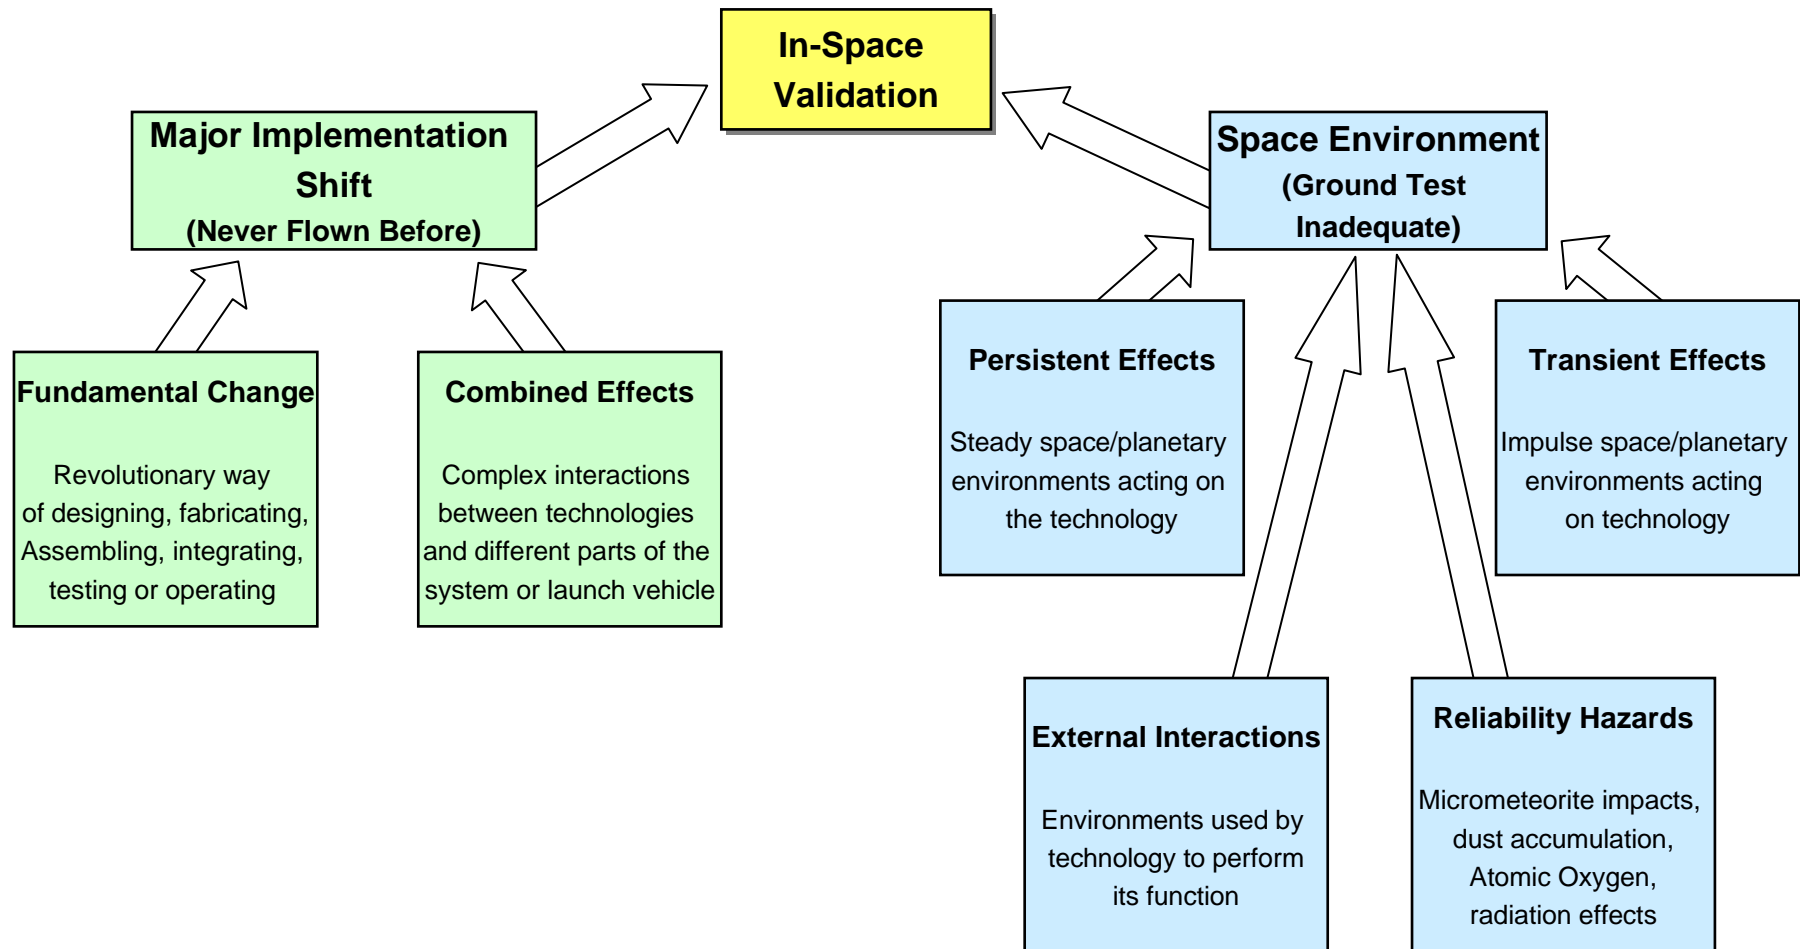 In-Space
Validation
Major Implementation
Shift
(Never Flown Before)
Space Environment
(Ground Test
Inadequate)
Fundamental Change
Revolutionary way
of designing, fabricating,
Assembling, integrating,
testing or operating
Combined Effects
Complex interactions
between technologies
and different parts of the
system or launch vehicle
Persistent Effects
Steady space/planetary
environments acting on
the technology
Transient Effects
Impulse space/planetary
environments acting
on technology
External Interactions
Environments used by
technology to perform
its function
Reliability Hazards
Micrometeorite impacts,
dust accumulation,
Atomic Oxygen,
radiation effects